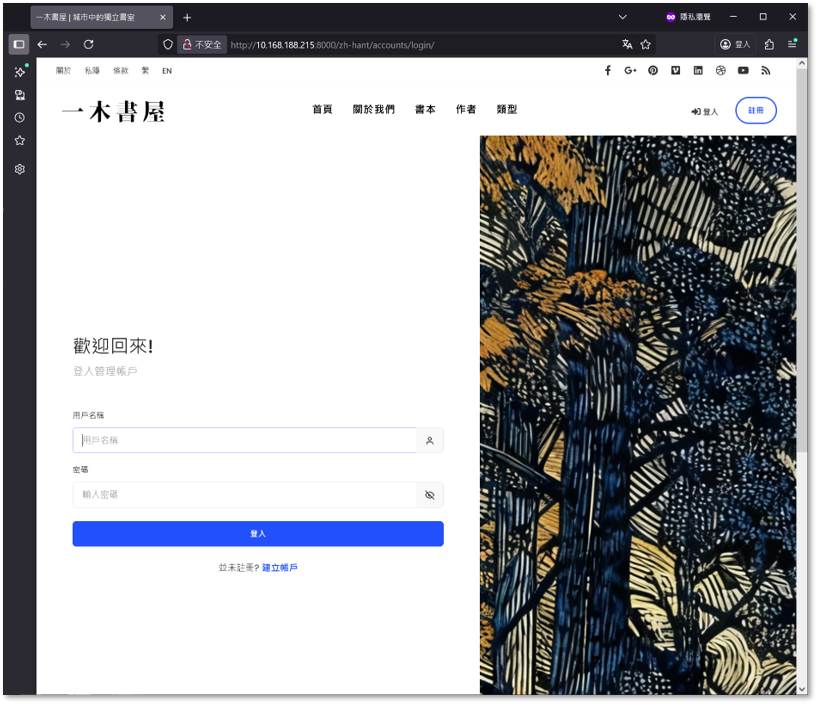 一木書屋 | 城市中的獨立書室
隱私瀏覽
不安全 http://10.168.188.215:8000/zh-hant/accounts/login/
登入
關於 私隱 條款 繁 EN
一木書屋
首頁 關於我們 書本 作者 類型
登入 註冊
歡迎回來!
登入管理帳戶
用戶名稱
用戶名稱
密碼
輸入密碼
登入
並未註冊? 建立帳戶